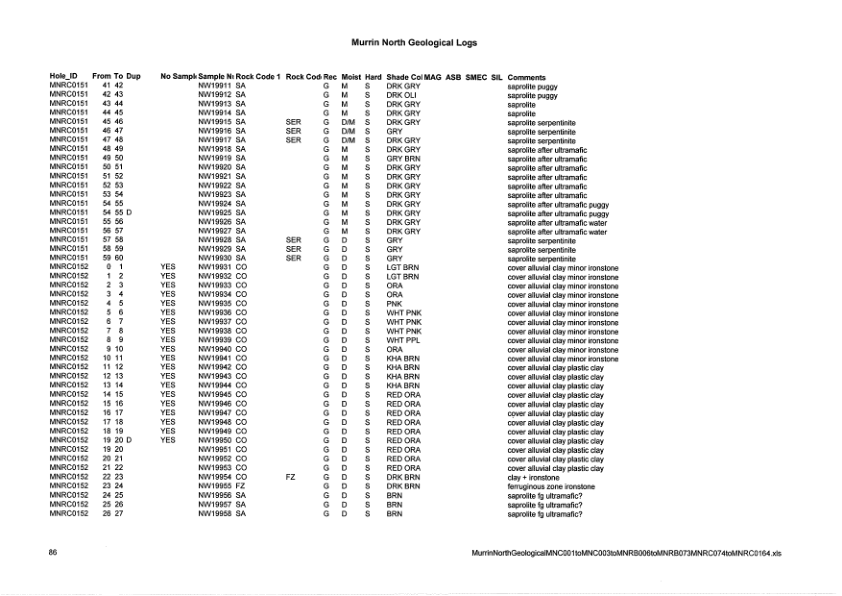 Murrin North Geological Logs
Hole_ID From To Dup No Sampl Sample N Rock Code 1 Rock Cod Rec Moist Hard Shade Col MAG ASB SMEC SIL Comments
MNRC0151 41 42 NW19911 SA G M S DRK GRY saprolite puggy
MNRC0151 42 43 NW19912 SA G M S DRK OLI saprolite puggy
MNRC0151 43 44 NW19913 SA G M S DRK GRY saprolite
MNRC0151 44 45 NW19914 SA G M S DRK GRY saprolite
MNRC0151 45 46 NW19915 SA SER G D/M S DRK GRY saprolite serpentinite
MNRC0151 46 47 NW19916 SA SER G D/M S GRY saprolite serpentinite
MNRC0151 47 48 NW19917 SA SER G D/M S DRK GRY saprolite serpentinite
MNRC0151 48 49 NW19918 SA G M S DRK GRY saprolite after ultramafic
MNRC0151 49 50 NW19919 SA G M S GRY BRN saprolite after ultramafic
MNRC0151 50 51 NW19920 SA G M S DRK GRY saprolite after ultramafic
MNRC0151 51 52 NW19921 SA G M S DRK GRY saprolite after ultramafic
MNRC0151 52 53 NW19922 SA G M S DRK GRY saprolite after ultramafic
MNRC0151 53 54 NW19923 SA G M S DRK GRY saprolite after ultramafic
MNRC0151 54 55 NW19924 SA G M S DRK GRY saprolite after ultramafic puggy
MNRC0151 54 55 D NW19925 SA G M S DRK GRY saprolite after ultramafic puggy
MNRC0151 55 56 NW19926 SA G M S DRK GRY saprolite after ultramafic water
MNRC0151 56 57 NW19927 SA G M S DRK GRY saprolite after ultramafic water
MNRC0151 57 58 NW19928 SA SER G D S GRY saprolite serpentinite
MNRC0151 58 59 NW19929 SA SER G D S GRY saprolite serpentinite
MNRC0151 59 60 NW19930 SA SER G D S GRY saprolite serpentinite
MNRC0152 0 1 YES NW19931 CO G D S LGT BRN cover alluvial clay minor ironstone
MNRC0152 1 2 YES NW19932 CO G D S LGT BRN cover alluvial clay minor ironstone
MNRC0152 2 3 YES NW19933 CO G D S ORA cover alluvial clay minor ironstone
MNRC0152 3 4 YES NW19934 CO G D S ORA cover alluvial clay minor ironstone
MNRC0152 4 5 YES NW19935 CO G D S PNK cover alluvial clay minor ironstone
MNRC0152 5 6 YES NW19936 CO G D S WHT PNK cover alluvial clay minor ironstone
MNRC0152 6 7 YES NW19937 CO G D S WHT PNK cover alluvial clay minor ironstone
MNRC0152 7 8 YES NW19938 CO G D S WHT PNK cover alluvial clay minor ironstone
MNRC0152 8 9 YES NW19939 CO G D S WHT PPL cover alluvial clay minor ironstone
MNRC0152 9 10 YES NW19940 CO G D S ORA cover alluvial clay minor ironstone
MNRC0152 10 11 YES NW19941 CO G D S KHA BRN cover alluvial clay minor ironstone
MNRC0152 11 12 YES NW19942 CO G D S KHA BRN cover alluvial clay plastic clay
MNRC0152 12 13 YES NW19943 CO G D S KHA BRN cover alluvial clay plastic clay
MNRC0152 13 14 YES NW19944 CO G D S KHA BRN cover alluvial clay plastic clay
MNRC0152 14 15 YES NW19945 CO G D S RED ORA cover alluvial clay plastic clay
MNRC0152 15 16 YES NW19946 CO G D S RED ORA cover alluvial clay plastic clay
MNRC0152 16 17 YES NW19947 CO G D S RED ORA cover alluvial clay plastic clay
MNRC0152 17 18 YES NW19948 CO G D S RED ORA cover alluvial clay plastic clay
MNRC0152 18 19 YES NW19949 CO G D S RED ORA cover alluvial clay plastic clay
MNRC0152 19 20 D YES NW19950 CO G D S RED ORA cover alluvial clay plastic clay
MNRC0152 19 20 NW19951 CO G D S RED ORA cover alluvial clay plastic clay
MNRC0152 20 21 NW19952 CO G D S RED ORA cover alluvial clay plastic clay
MNRC0152 21 22 NW19953 CO G D S RED ORA cover alluvial clay plastic clay
MNRC0152 22 23 NW19954 CO FZ G D S DRK BRN clay + ironstone
MNRC0152 23 24 NW19955 FZ G D S DRK BRN ferruginous zone ironstone
MNRC0152 24 25 NW19956 SA G D S BRN saprolite fg ultramafic?
MNRC0152 25 26 NW19957 SA G D S BRN saprolite fg ultramafic?
MNRC0152 26 27 NW19958 SA G D S BRN saprolite fg ultramafic?
86 MurrinNorthGeologicalMNC001toMNC003toMNRB006toMNRB073MNRC074toMNRC0164.xls